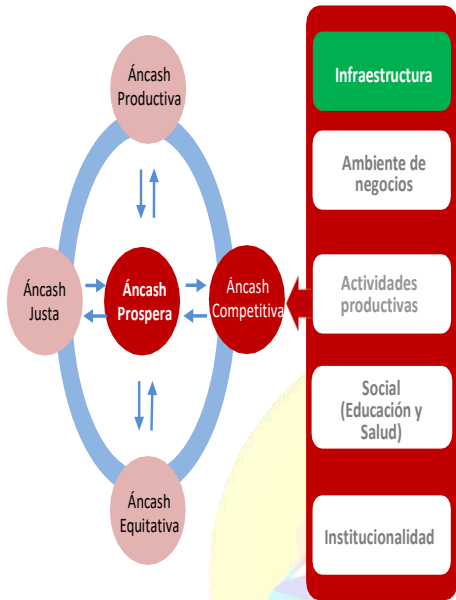 Áncash
Productiva
Áncash
Justa
Áncash
Prospera
Áncash
Competitiva
Áncash
Equitativa
Infraestructura
Ambiente de
negocios
Actividades
productivas
Social
(Educación y
Salud)
Institucionalidad